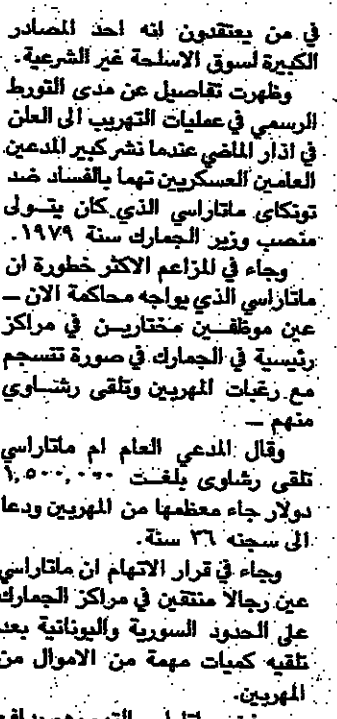 في من يعتقدون انه احد المصادر
الكبيرة لسوق الاسلحة غير الشرعية.
وظهرت تفاصيل عن مدى التورط
الرسمي في عمليات التهريب الى العلن
في اذار الماضي عندما نشر كبير المدعين
العامين العسكريين تهما بالفساد ضد
تونكاي ماتاراسي الذي كان يتولى
منصب وزير الجمارك سنة ١٩٧٩.
وجاء في المزاعم الاكثر خطورة ان
ماتاراسي الذي يواجه محاكمة الان –
عين موظفين مختارين في مراكز
رئيسية في الجمارك في صورة تنسجم
مع رغبات المهربين وتلقى رشاوي
منهم –
وقال المدعي العام ام ماتاراسي
تلقى رشاوى بلغت ١,٥٠٠,٠٠٠
دولار جاء معظمها من المهربين ودعا
الى سجنه ٣٦ سنة.
وجاء في قرار الاتهام ان ماتاراسي
عين رجالا منتقين في مراكز الجمارك
على الحدود السورية واليونانية بعد
تلقيه كميات مهمة من الاموال من
المهربين.